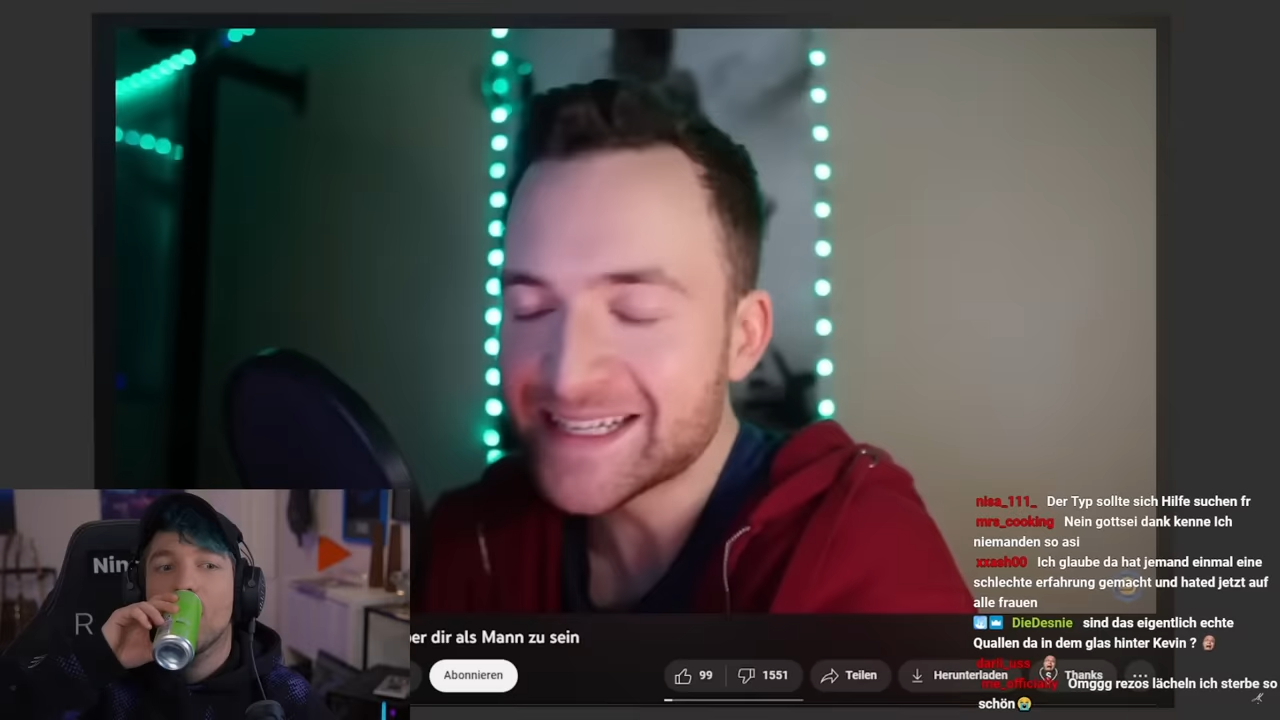 nisa_111_ Der Typ sollte sich Hilfe suchen fr
mrs_cooking Nein gottsei dank kenne Ich
niemanden so asi
xxash00 Ich glaube da hat jemand einmal eine
schlechte erfahrung gemacht und hated jetzt auf
alle frauen
DieDesnie sind das eigentlich echte
Quallen da in dem glas hinter Kevin ?
Omggg rezos lächeln ich sterbe so
schön
er dir als Mann zu sein
Abonnieren
99
1551
Teilen
Herunterladen
Thanks
Nin
R